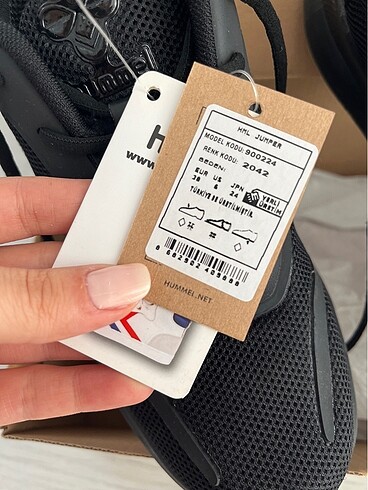 hummel
H
www.
HML JUMPER
MODEL KODU: 900224
RENK KODU: 2042
BEDEN:
EUR US JPN
38 6 24
YERLİ
ÜRETİM
TÜRKİYE'DE ÜRETİLMİŞTİR
HUMMEL.NET